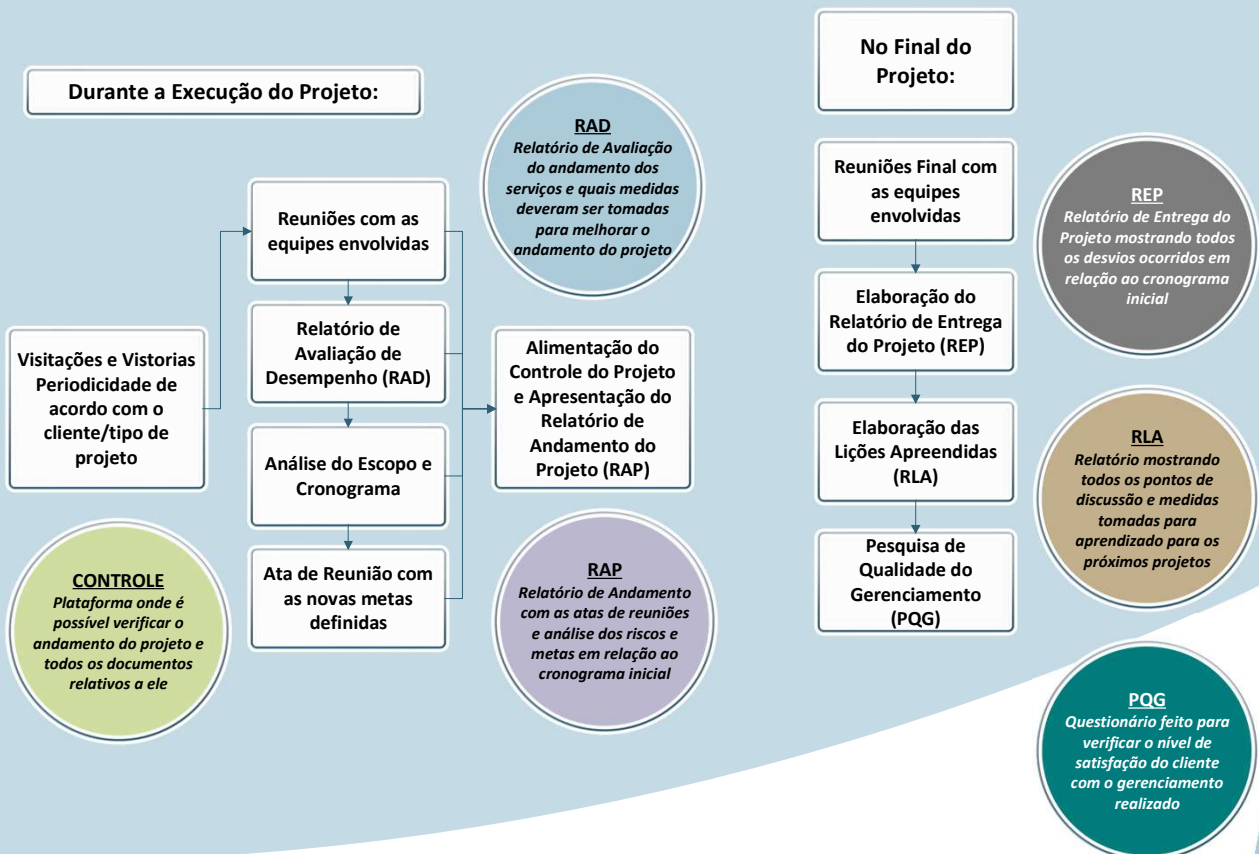 Durante a Execução do Projeto:
RAD
Relatório de Avaliação
do andamento dos
serviços e quais medidas
deveram ser tomadas
para melhorar o
andamento do projeto
Reuniões com as
equipes envolvidas
Visitações e Vistorias
Periodicidade de
acordo com o
cliente/tipo de
projeto
Relatório de
Avaliação de
Desempenho (RAD)
Alimentação do
Controle do Projeto
e Apresentação do
Relatório de
Andamento do
Projeto (RAP)
Análise do Escopo e
Cronograma
Ata de Reunião com
as novas metas
definidas
CONTROLE
Plataforma onde é
possível verificar o
andamento do projeto e
todos os documentos
relativos a ele
RAP
Relatório de Andamento
com as atas de reuniões
e análise dos riscos e
metas em relação ao
cronograma inicial
No Final do
Projeto:
Reuniões Final com
as equipes
envolvidas
REP
Relatório de Entrega do
Projeto mostrando todos
os desvios ocorridos em
relação ao cronograma
inicial
Elaboração do
Relatório de Entrega
do Projeto (REP)
Elaboração das
Lições Apreendidas
(RLA)
RLA
Relatório mostrando
todos os pontos de
discussão e medidas
tomadas para
aprendizado para os
próximos projetos
Pesquisa de
Qualidade do
Gerenciamento
(PQG)
PQG
Questionário feito para
verificar o nível de
satisfação do cliente
com o gerenciamento
realizado